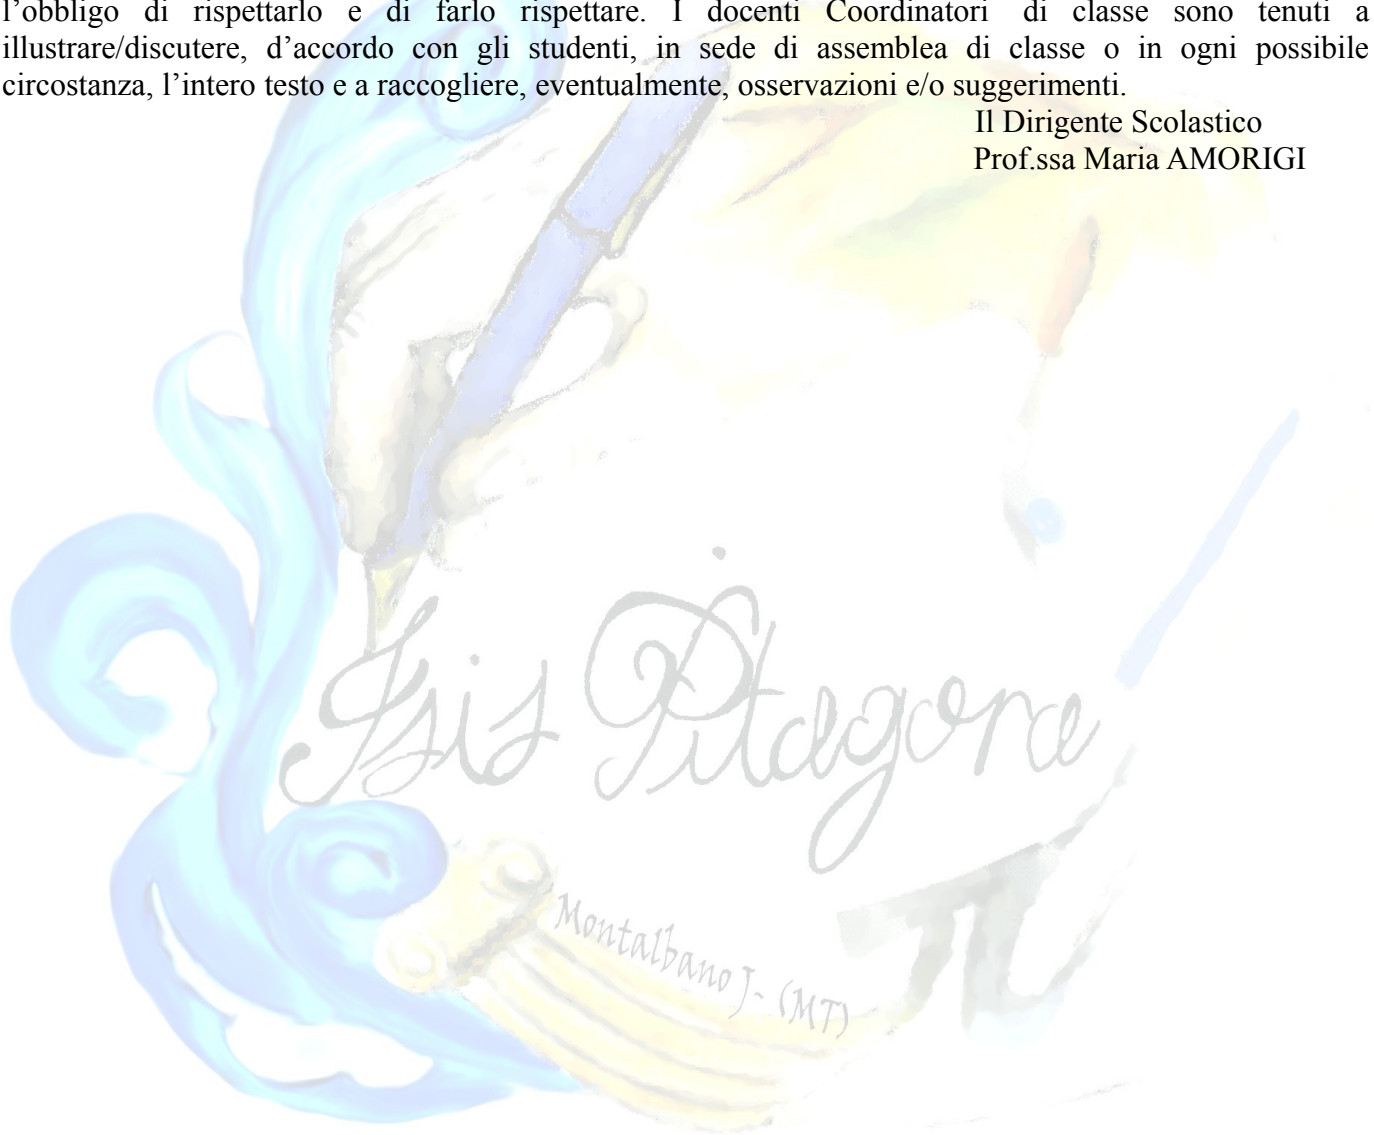 l’obbligo di rispettarlo e di farlo rispettare. I docenti Coordinatori di classe sono tenuti a
illustrare/discutere, d’accordo con gli studenti, in sede di assemblea di classe o in ogni possibile
circostanza, l’intero testo e a raccogliere, eventualmente, osservazioni e/o suggerimenti.
Il Dirigente Scolastico
Prof.ssa Maria AMORIGI
Isis Pitagora
Montalbano J- (MT)
π